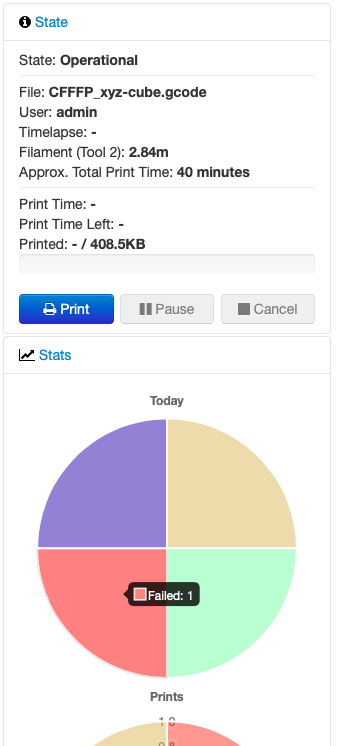 State
State: Operational
File: CFFFP_xyz-cube.gcode
User: admin
Timelapse: -
Filament (Tool 2): 2.84m
Approx. Total Print Time: 40 minutes
Print Time: -
Print Time Left: -
Printed: - / 408.5KB
Print Pause Cancel
Stats
Today
Failed: 1
Prints
1.0
0.8